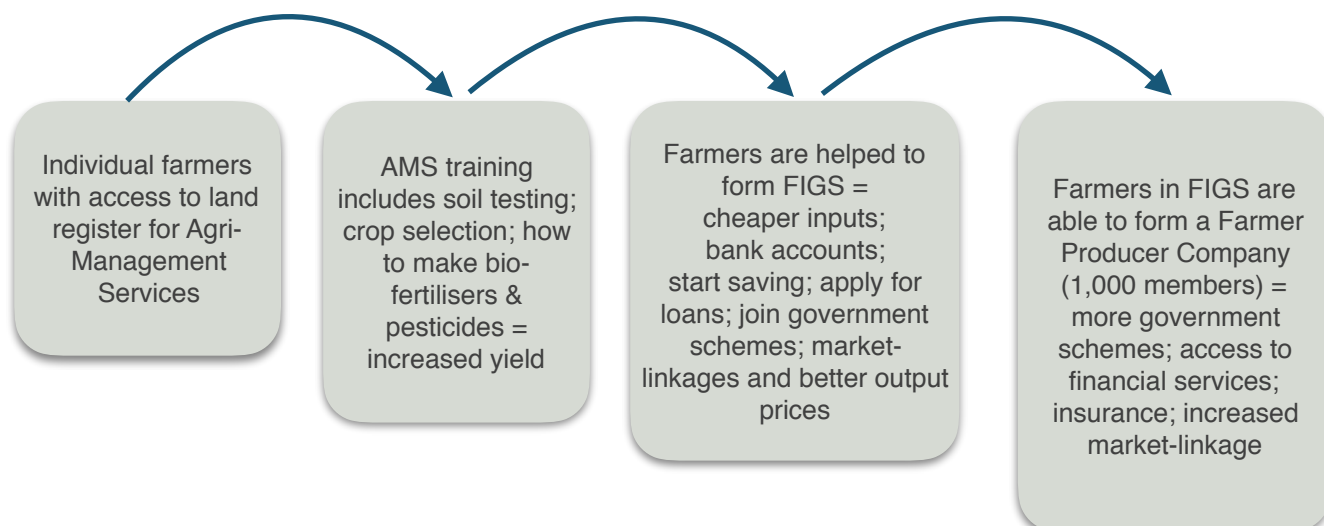 Individual farmers
with access to land
register for Agri-
Management
Services
AMS training
includes soil testing;
crop selection; how
to make bio-
fertilisers &
pesticides =
increased yield
Farmers are helped to
form FIGS =
cheaper inputs;
bank accounts;
start saving; apply for
loans; join government
schemes; market-
linkages and better output
prices
Farmers in FIGS are
able to form a Farmer
Producer Company
(1,000 members) =
more government
schemes; access to
financial services;
insurance; increased
market-linkage